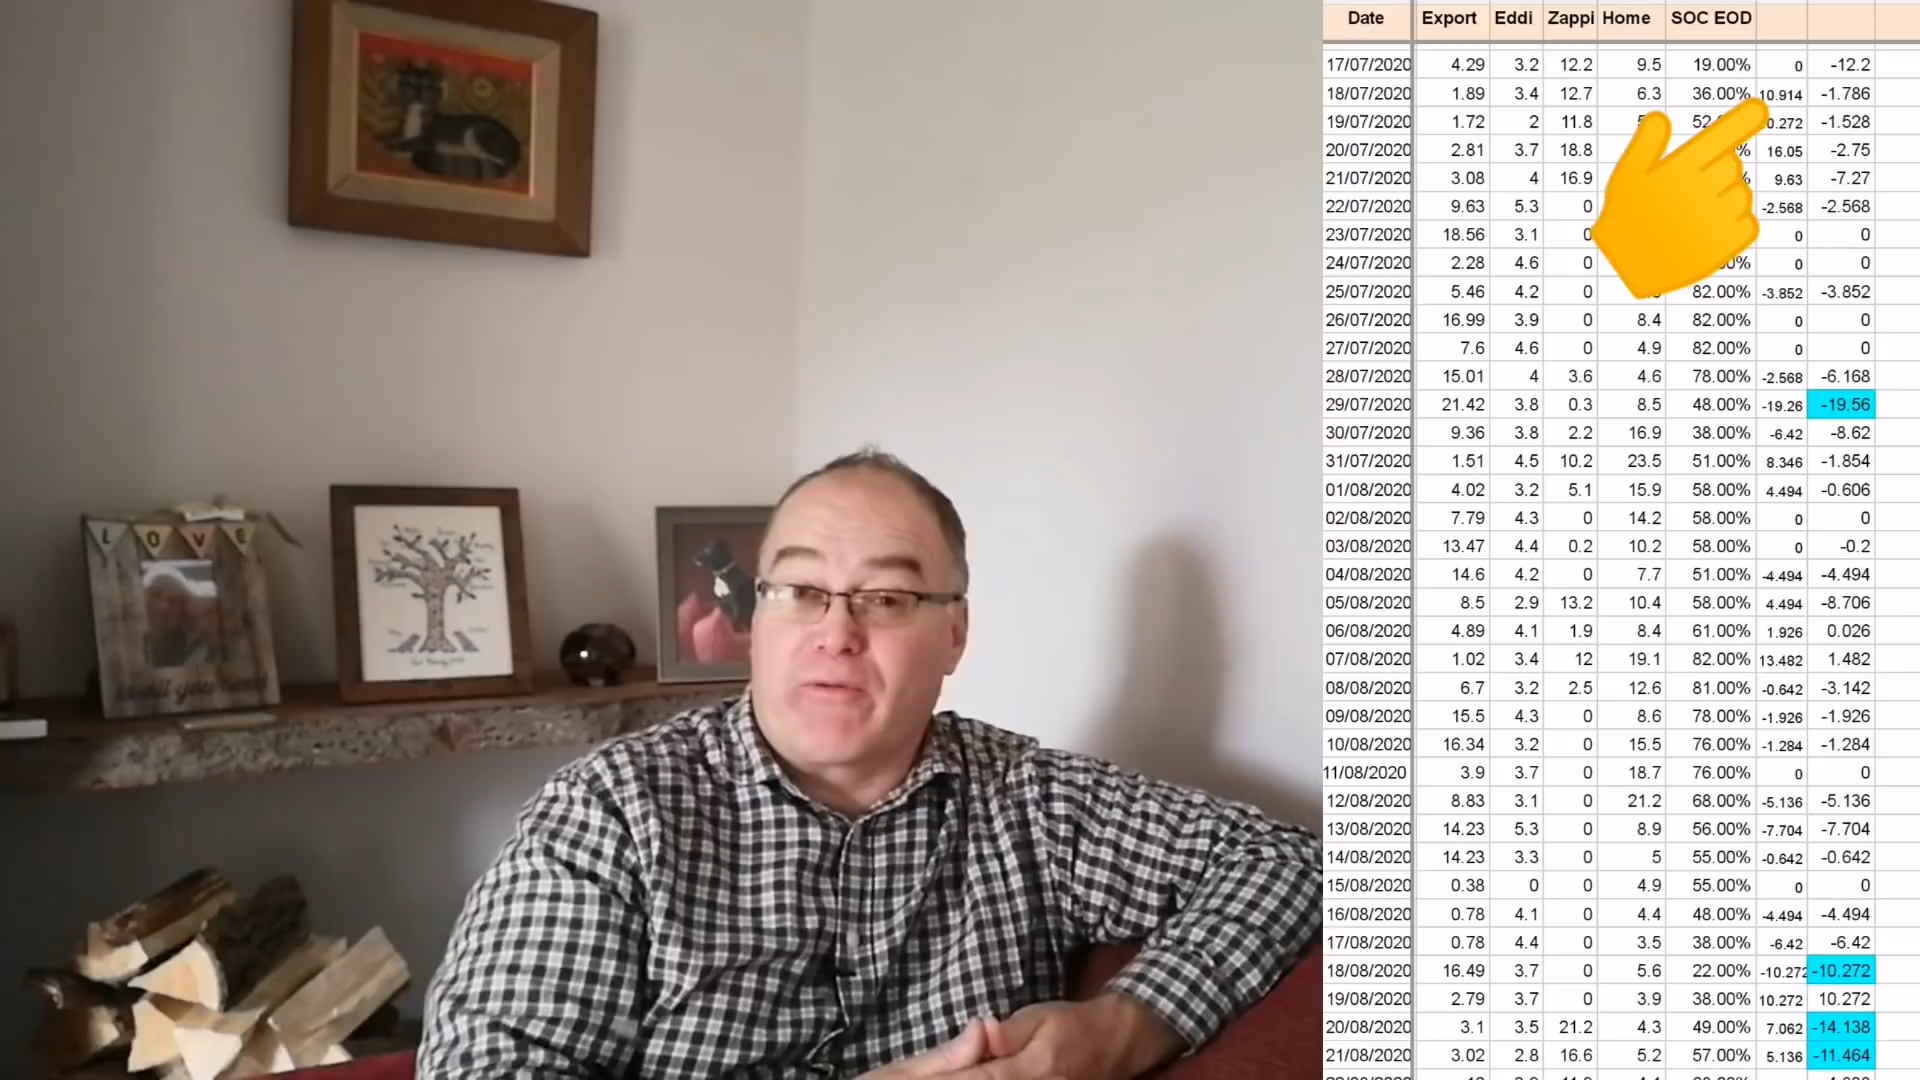 Date Export Eddi Zappi Home SOC EOD
17/07/2020 4.29 3.2 12.2 9.5 19.00% 0 -12.2
18/07/2020 1.89 3.4 12.7 6.3 36.00% 10.914 -1.786
19/07/2020 1.72 2 11.8 -1.528
20/07/2020 2.81 3.7 18.8 16.05 -2.75
21/07/2020 3.08 4 16.9 9.63 -7.27
22/07/2020 9.63 5.3 0 -2.568 -2.568
23/07/2020 18.56 3.1 0 0 0
24/07/2020 2.28 4.6 0 0 0
25/07/2020 5.46 4.2 0 82.00% -3.852 -3.852
26/07/2020 16.99 3.9 0 8.4 82.00% 0 0
27/07/2020 7.6 4.6 0 4.9 82.00% 0 0
28/07/2020 15.01 4 3.6 4.6 78.00% -2.568 -6.168
29/07/2020 21.42 3.8 0.3 8.5 48.00% -19.26 -19.56
30/07/2020 9.36 3.8 2.2 16.9 38.00% -6.42 -8.62
31/07/2020 1.51 4.5 10.2 23.5 51.00% 8.346 -1.854
01/08/2020 4.02 3.2 5.1 15.9 58.00% 4.494 -0.606
02/08/2020 7.79 4.3 0 14.2 58.00% 0 0
03/08/2020 13.47 4.4 0.2 10.2 58.00% 0 -0.2
04/08/2020 14.6 4.2 0 7.7 51.00% -4.494 -4.494
05/08/2020 8.5 2.9 13.2 10.4 58.00% 4.494 -8.706
06/08/2020 4.89 4.1 1.9 8.4 61.00% 1.926 0.026
07/08/2020 1.02 3.4 12 19.1 82.00% 13.482 1.482
08/08/2020 6.7 3.2 2.5 12.6 81.00% -0.642 -3.142
09/08/2020 15.5 4.3 0 8.6 78.00% -1.926 -1.926
10/08/2020 16.34 3.2 0 15.5 76.00% -1.284 -1.284
11/08/2020 3.9 3.7 0 18.7 76.00% 0 0
12/08/2020 8.83 3.1 0 21.2 68.00% -5.136 -5.136
13/08/2020 14.23 5.3 0 8.9 56.00% -7.704 -7.704
14/08/2020 14.23 3.3 0 5 55.00% -0.642 -0.642
15/08/2020 0.38 0 0 4.9 55.00% 0 0
16/08/2020 0.78 4.1 0 4.4 48.00% -4.494 -4.494
17/08/2020 0.78 4.4 0 3.5 38.00% -6.42 -6.42
18/08/2020 16.49 3.7 0 5.6 22.00% -10.272 -10.272
19/08/2020 2.79 3.7 0 3.9 38.00% 10.272 10.272
20/08/2020 3.1 3.5 21.2 4.3 49.00% 7.062 -14.138
21/08/2020 3.02 2.8 16.6 5.2 57.00% 5.136 -11.464
LOVE